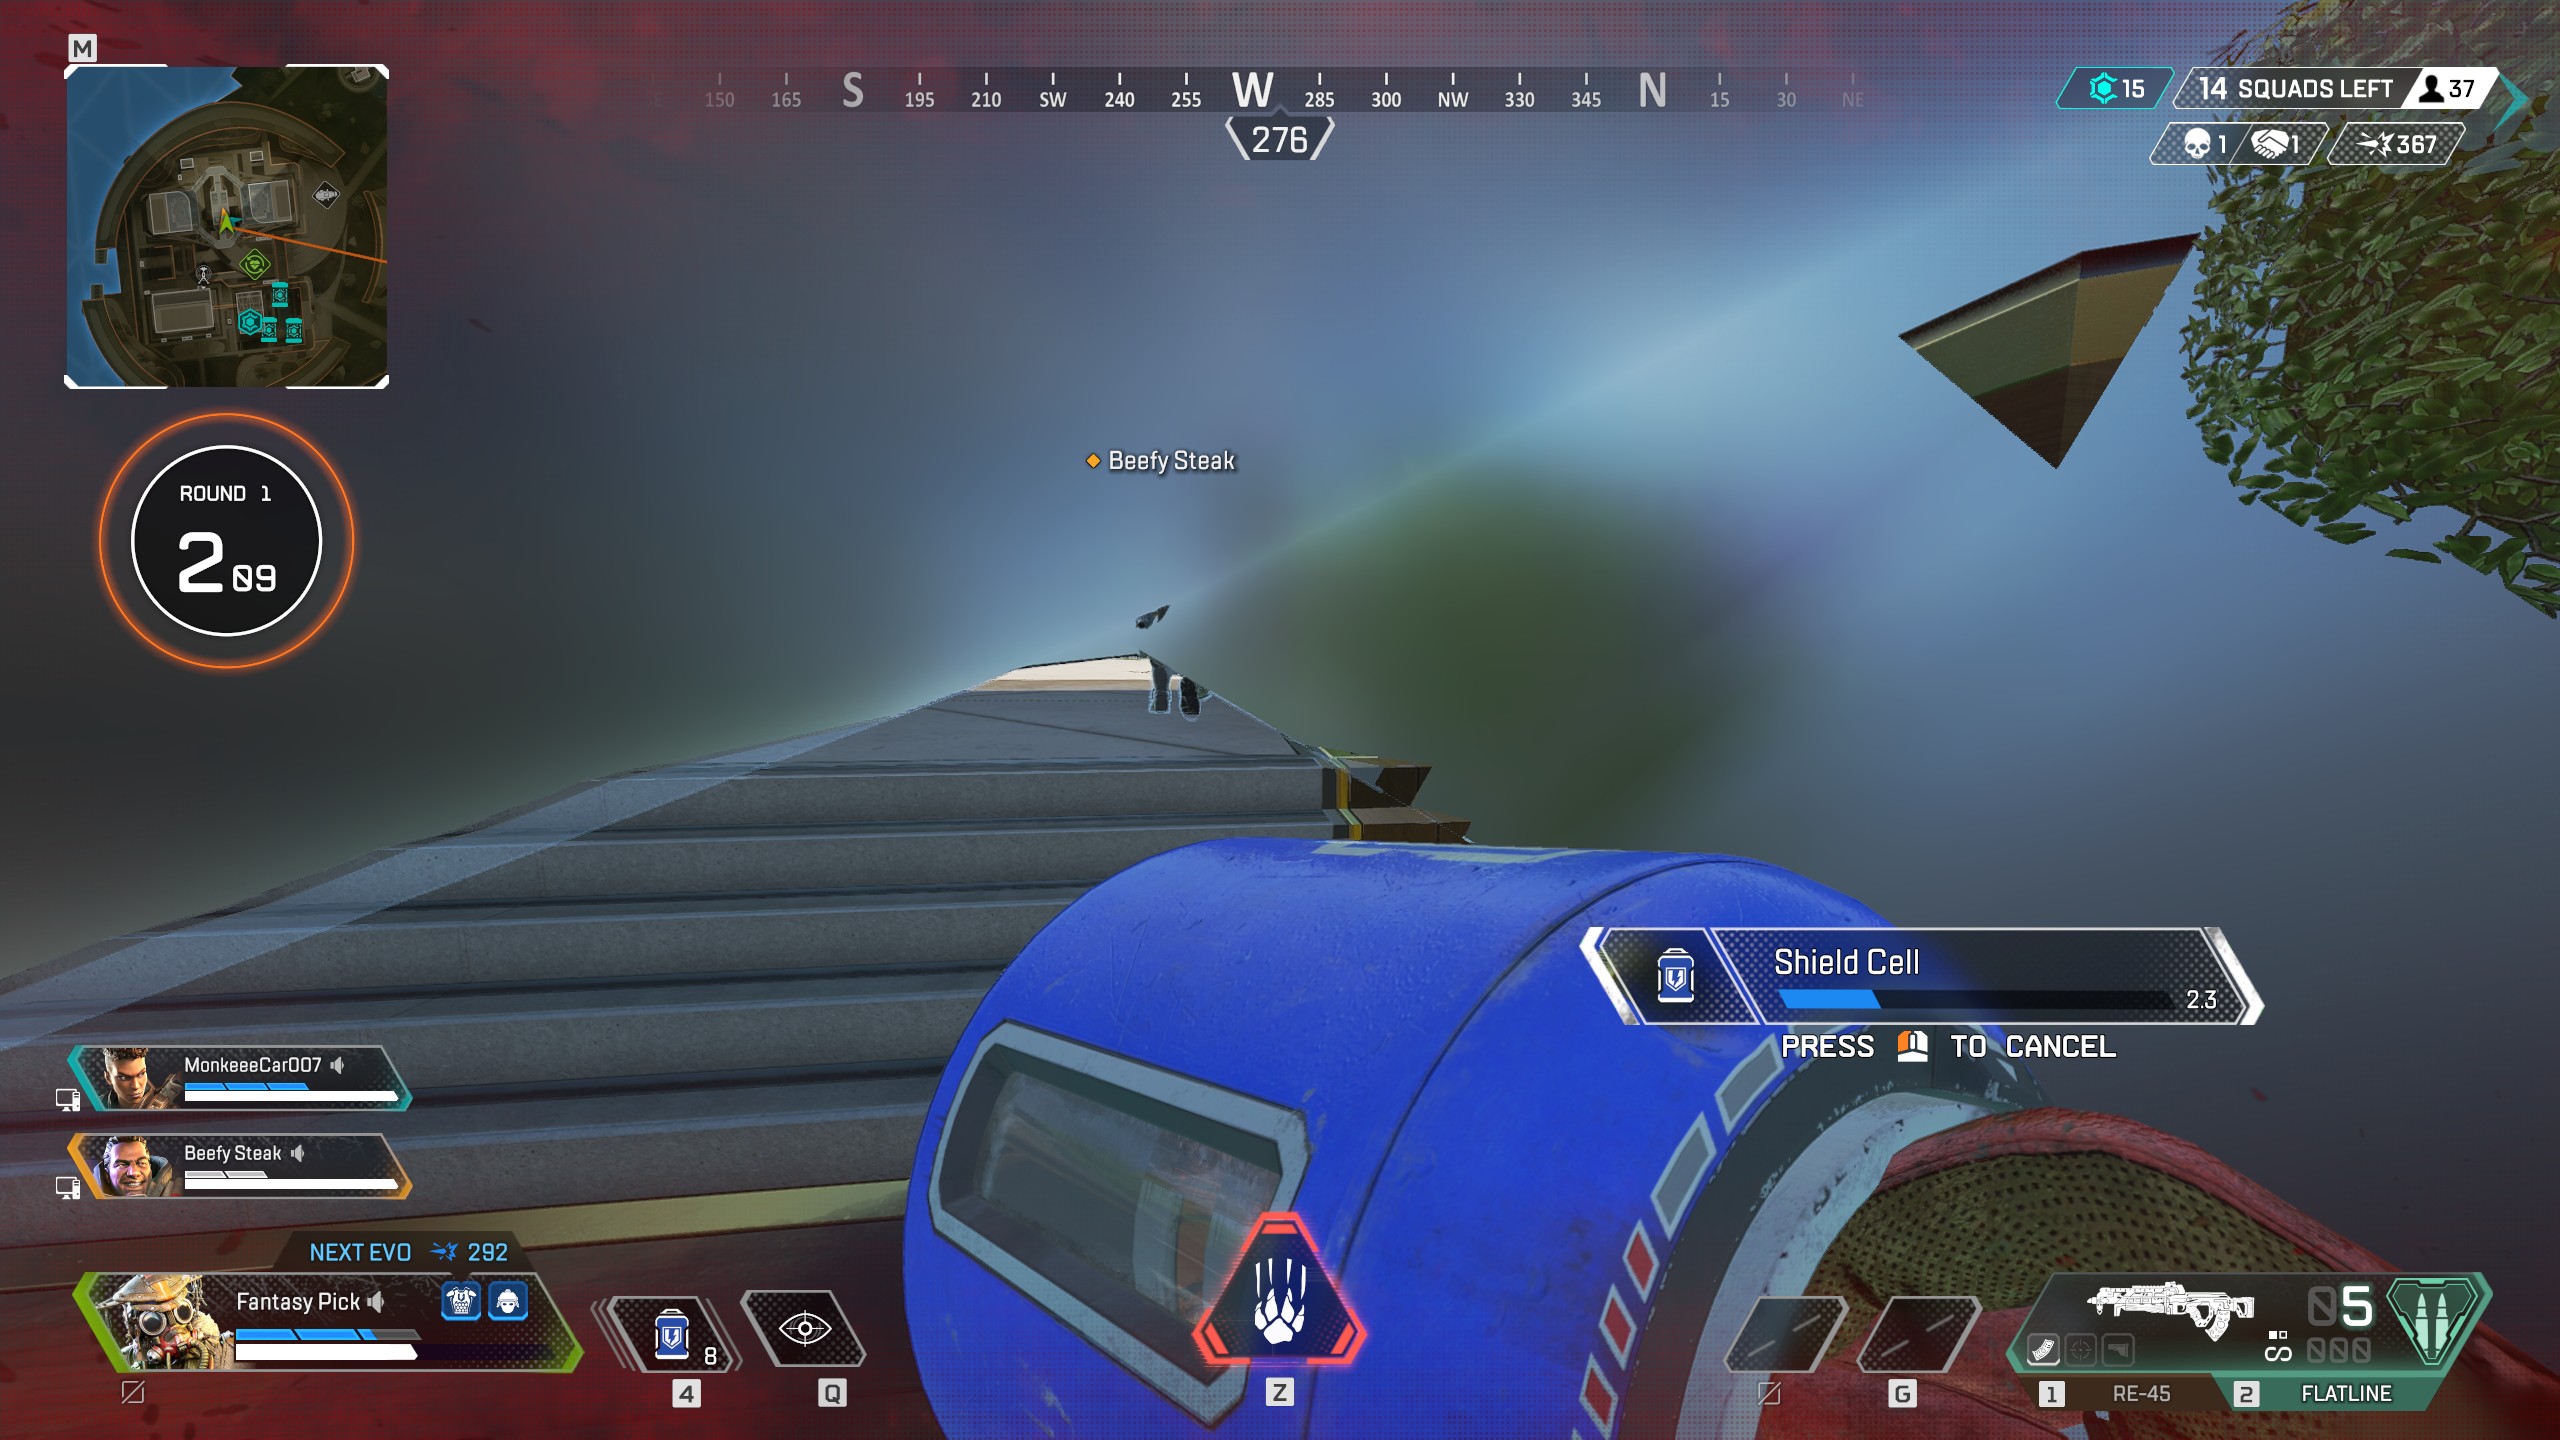 M
E 150 165 S 195 210 SW 240 255 W 285 300 NW 330 345 N 15 30 NE
276
15
14 SQUADS LEFT 37
1 1 367
Beefy Steak
ROUND 1
2 09
Shield Cell
2.3
PRESS TO CANCEL
MonkeeeCar007
Beefy Steak
NEXT EVO 292
Fantasy Pick
8
4
Q
Z
G
05
000
1 RE-45
2 FLATLINE